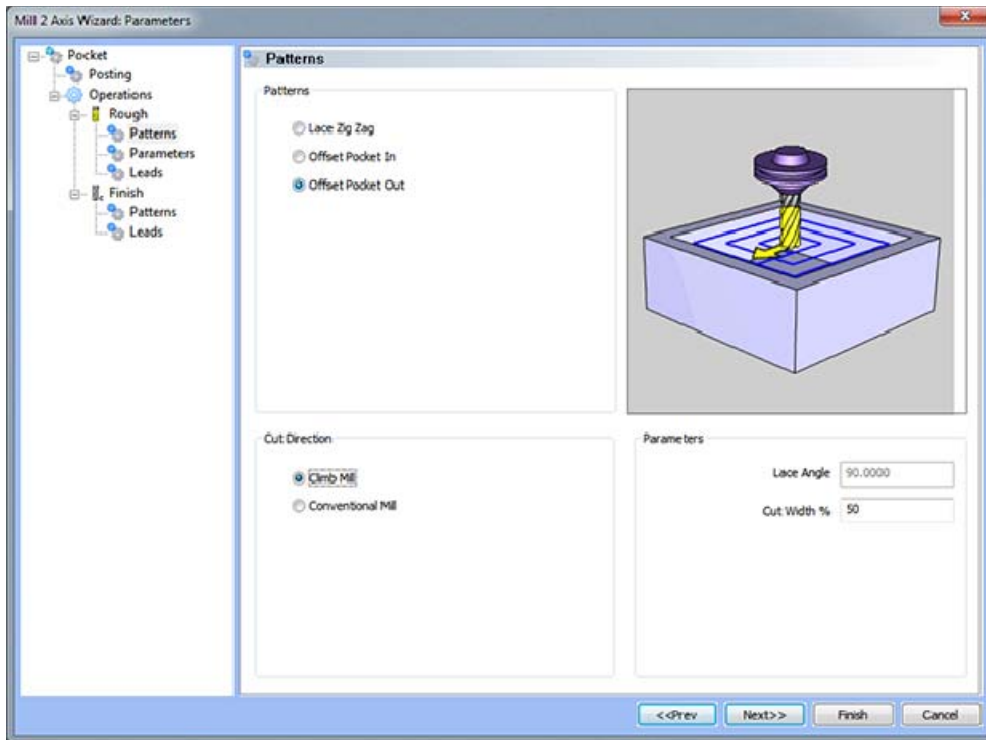 Mill 2 Axis Wizard: Parameters
Pocket
Posting
Operations
Rough
Patterns
Parameters
Leads
Finish
Patterns
Leads
Patterns
Patterns
Lace Zig Zag
Offset Pocket In
Offset Pocket Out
Cut Direction
Climb Mill
Conventional Mill
Parameters
Lace Angle 90.0000
Cut Width % 50
<<Prev Next>> Finish Cancel